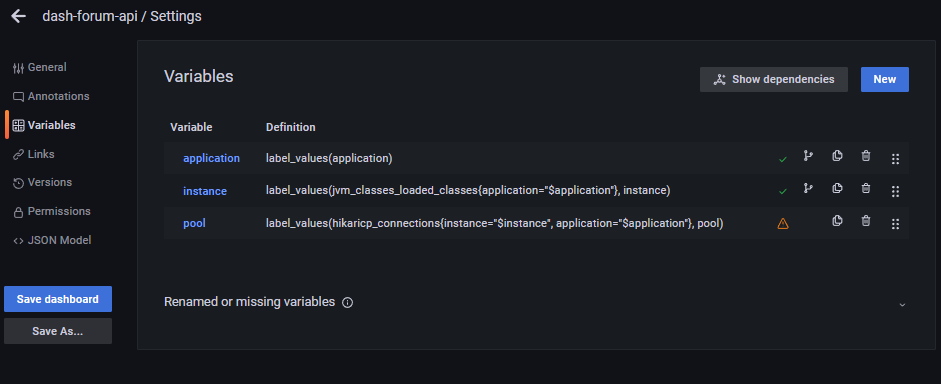 dash-forum-api / Settings
General
Annotations
Variables
Links
Versions
Permissions
JSON Model
Save dashboard
Save As...
Variables
Show dependencies
New
Variable Definition
application label_values(application)
instance label_values(jvm_classes_loaded_classes{application="$application"}, instance)
pool label_values(hikaricp_connections{instance="$instance", application="$application"}, pool)
Renamed or missing variables